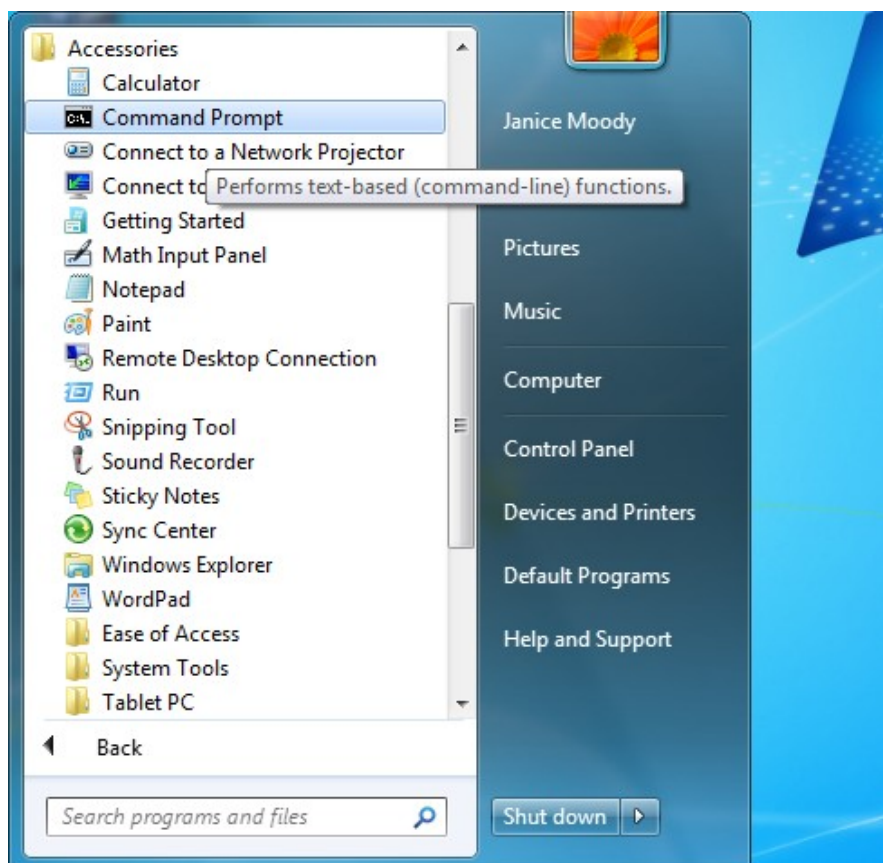 Accessories
Calculator
Command Prompt
Connect to a Network Projector
Connect to
Performs text-based (command-line) functions.
Getting Started
Math Input Panel
Notepad
Paint
Remote Desktop Connection
Run
Snipping Tool
Sound Recorder
Sticky Notes
Sync Center
Windows Explorer
WordPad
Ease of Access
System Tools
Tablet PC
Back
Search programs and files
Janice Moody
Pictures
Music
Computer
Control Panel
Devices and Printers
Default Programs
Help and Support
Shut down